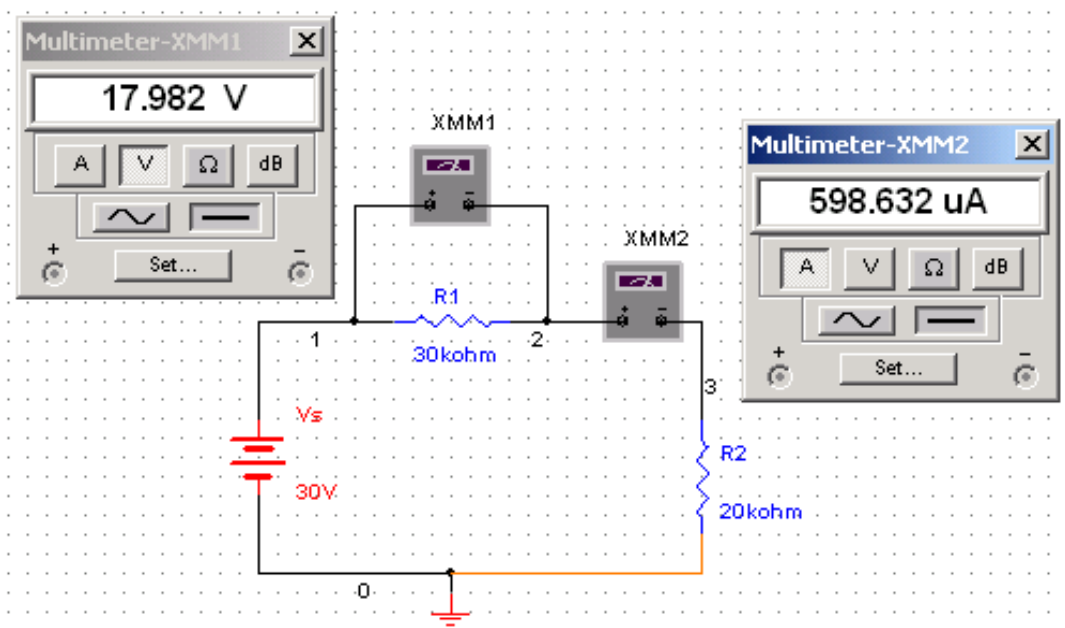 Multimeter-XMM1
17.982 V
A V Ω dB
+ Set... −
XMM1
+ −
Multimeter-XMM2
598.632 uA
A V Ω dB
+ Set... −
XMM2
+ −
R1
1 2
30kohm
3
Vs
30V
R2
20kohm
0